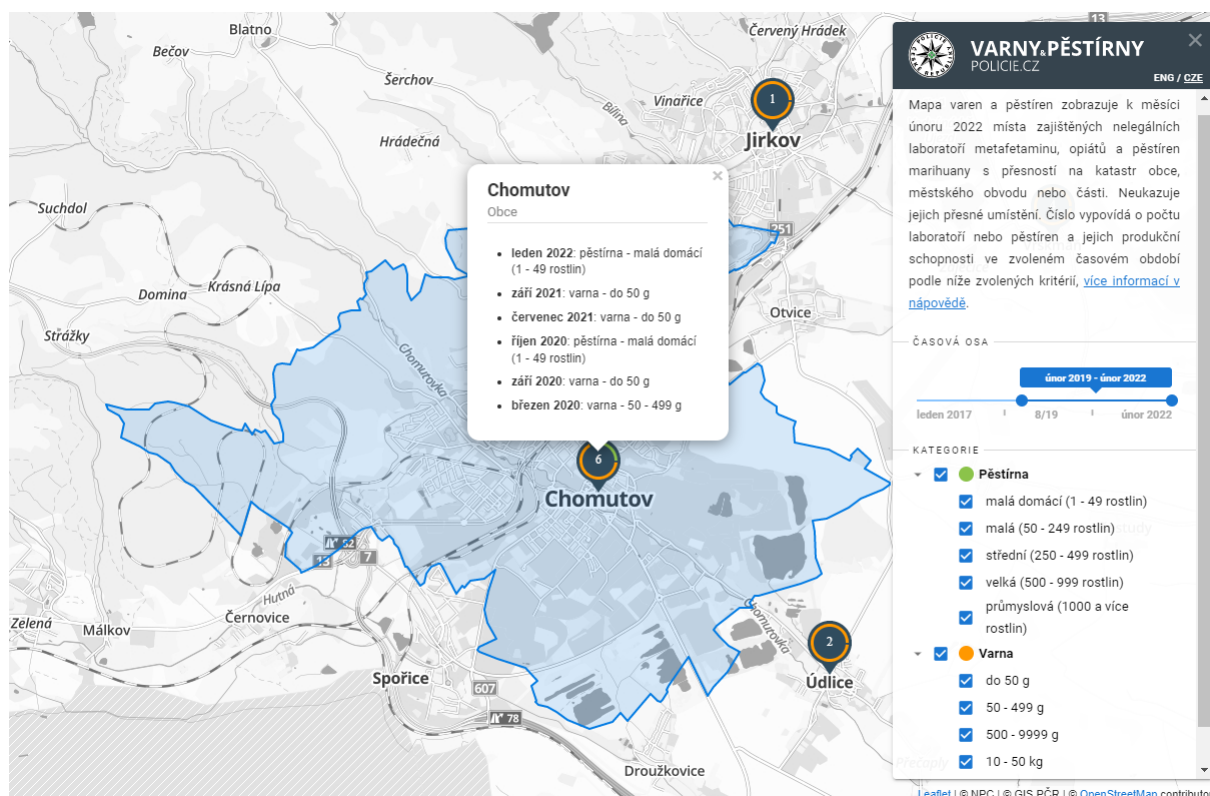 13
Blatno
Červený Hrádek
Bečov
Šerchov
Vinařice
1
Bílina
Jirkov
Hrádečná
Suchdol
251
Domina
Krásná Lípa
Otvice
Strážky
Chomutovka
Chomutov
Obce
leden 2022: pěstírna - malá domácí
(1 - 49 rostlin)
září 2021: varna - do 50 g
červenec 2021: varna - do 50 g
říjen 2020: pěstírna - malá domácí
(1 - 49 rostlin)
září 2020: varna - do 50 g
březen 2020: varna - 50 - 499 g
6
Chomutov
52
7
13
Hutná
Chomutovka
Zelená
Málkov
Černovice
2
Údlice
Spořice
607
78
Droužkovice
Přečaply
VARNY&PĚSTÍRNY
POLICIE.CZ
ENG / CZE
Mapa varen a pěstíren zobrazuje k měsíci
únoru 2022 místa zajištěných nelegálních
laboratoří metafetaminu, opiátů a pěstíren
marihuany s přesností na katastr obce,
městského obvodu nebo části. Neukazuje
jejich přesné umístění. Číslo vypovídá o počtu
laboratoří nebo pěstíren a jejich produkční
schopnosti ve zvoleném časovém období
podle níže zvolených kritérií, více informací v
nápovědě.
ČASOVÁ OSA
únor 2019 - únor 2022
leden 2017 8/19 únor 2022
KATEGORIE
Pěstírna
malá domácí (1 - 49 rostlin)
malá (50 - 249 rostlin)
střední (250 - 499 rostlin)
velká (500 - 999 rostlin)
průmyslová (1000 a více
rostlin)
Varna
do 50 g
50 - 499 g
500 - 9999 g
10 - 50 kg
Leaflet | © NPC | © GIS PČR | © OpenStreetMap contributor